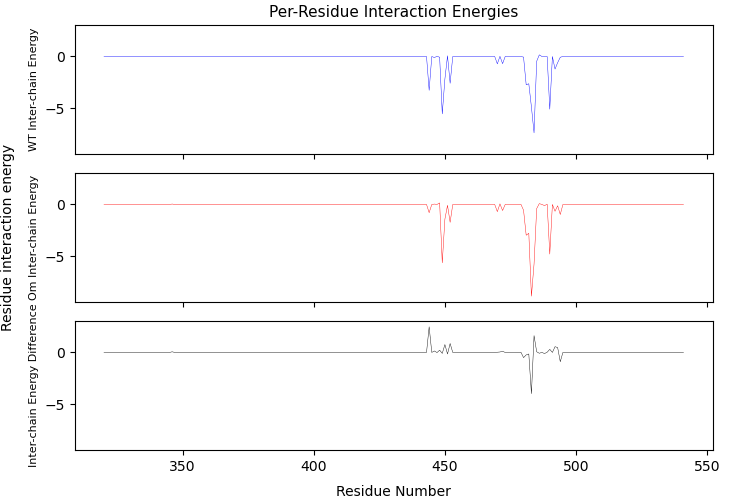 Per-Residue Interaction Energies
Residue interaction energy
WT Inter-chain Energy
0
−5
Om Inter-chain Energy
0
−5
Inter-chain Energy Difference
0
−5
350
400
450
500
550
Residue Number